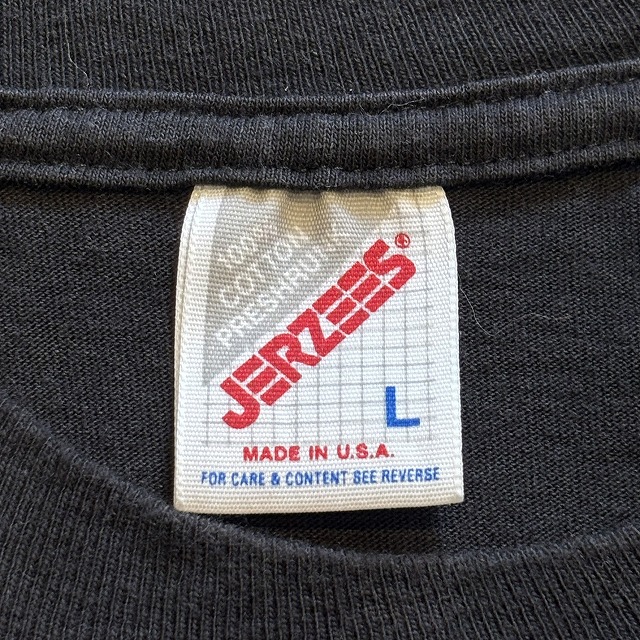 100%
COTTON
PRESHRUNK
JERZEES®
L
MADE IN U.S.A.
FOR CARE & CONTENT SEE REVERSE